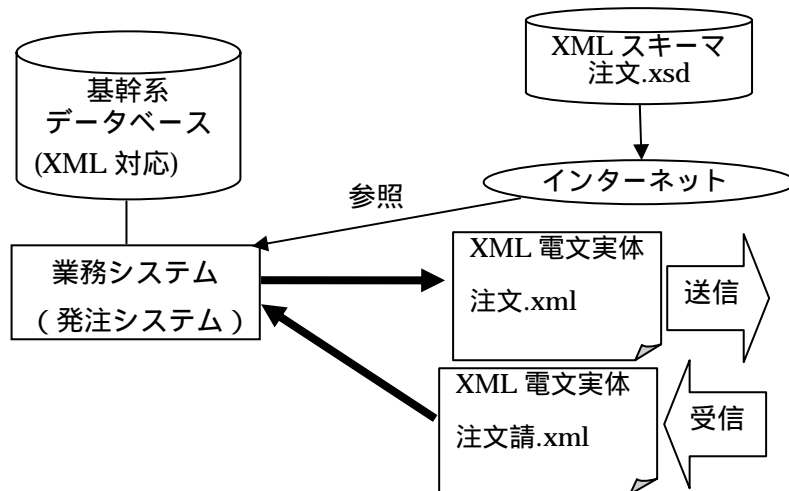 XML スキーマ
注文.xsd
基幹系
データベース
(XML 対応)
インターネット
参照
業務システム
（発注システム）
XML 電文実体
注文.xml
送信
XML 電文実体
注文請.xml
受信